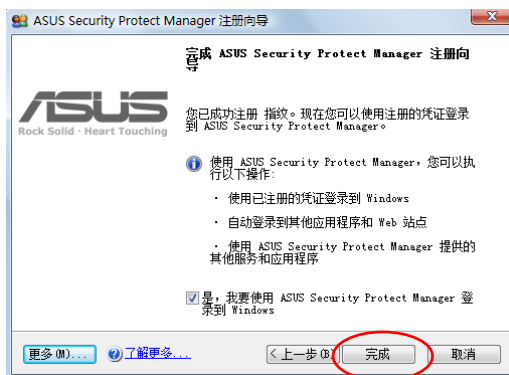 ASUS Security Protect Manager 注册向导
完成 ASUS Security Protect Manager 注册向
导
ASUS
Rock Solid · Heart Touching
您已成功注册 指纹。现在您可以使用注册的凭证登录
到 ASUS Security Protect Manager。
使用 ASUS Security Protect Manager，您可以执
行以下操作:
· 使用已注册的凭证登录到 Windows
· 自动登录到其他应用程序和 Web 站点
· 使用 ASUS Security Protect Manager 提供的
其他服务和应用程序
是，我要使用 ASUS Security Protect Manager 登
录到 Windows
更多(M)... 了解更多... <上一步(B) 完成 取消